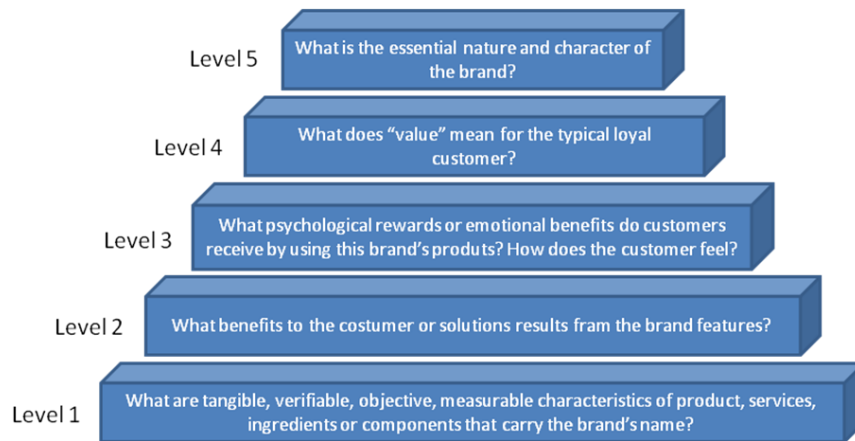 Level 5
What is the essential nature and character of
the brand?
Level 4
What does “value” mean for the typical loyal
customer?
Level 3
What psychological rewards or emotional benefits do customers
receive by using this brand’s produts? How does the customer feel?
Level 2
What benefits to the costumer or solutions results fram the brand features?
Level 1
What are tangible, verifiable, objective, measurable characteristics of product, services,
ingredients or components that carry the brand’s name?